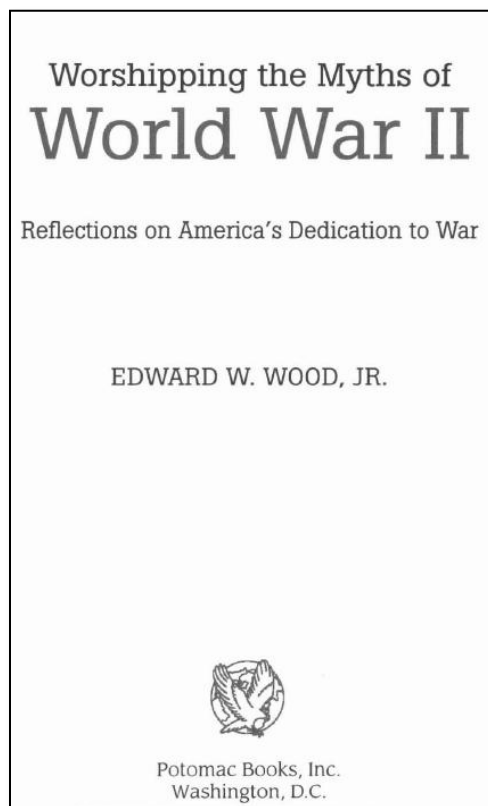 Worshipping the Myths of
World War II
Reflections on America's Dedication to War
EDWARD W. WOOD, JR.
Potomac Books, Inc.
Washington, D.C.